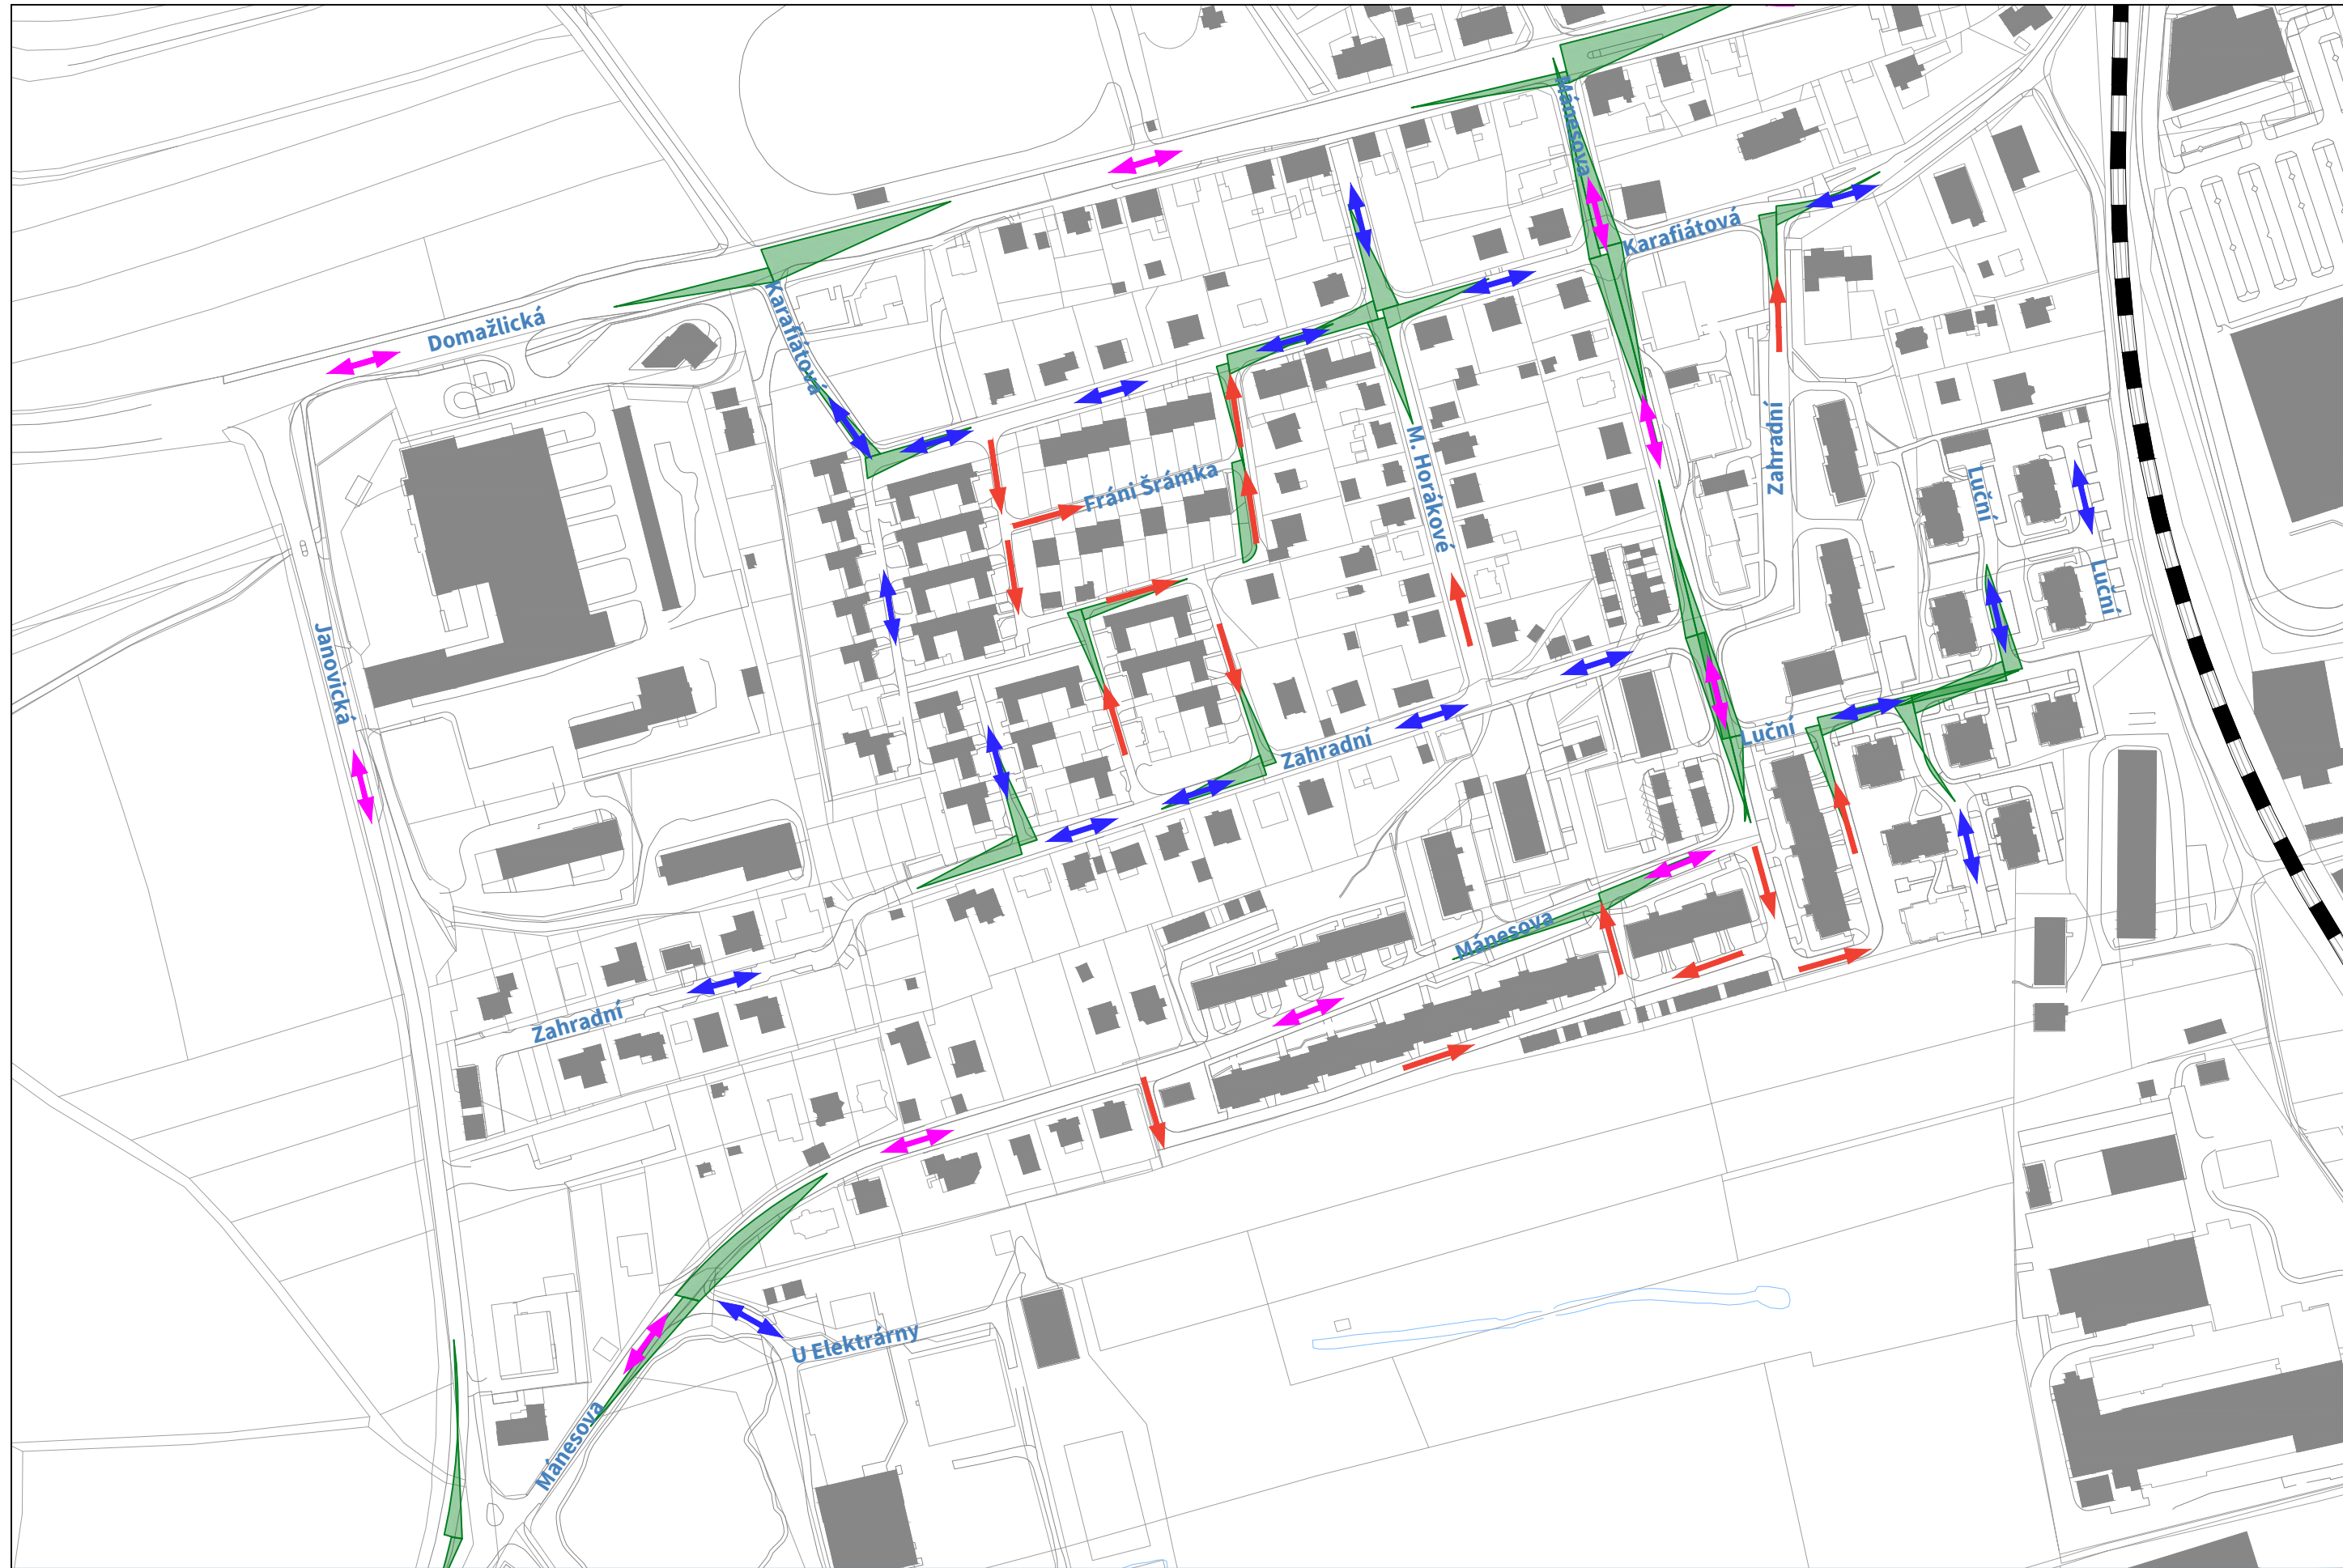 Mánesova
Karafiátová
Karafiátová
Domažlická
Zahradní
M. Horákové
Fráni Šrámka
Luční
Luční
Janovická
Luční
Zahradní
Mánesova
Zahradní
U Elektrárny
Mánesova